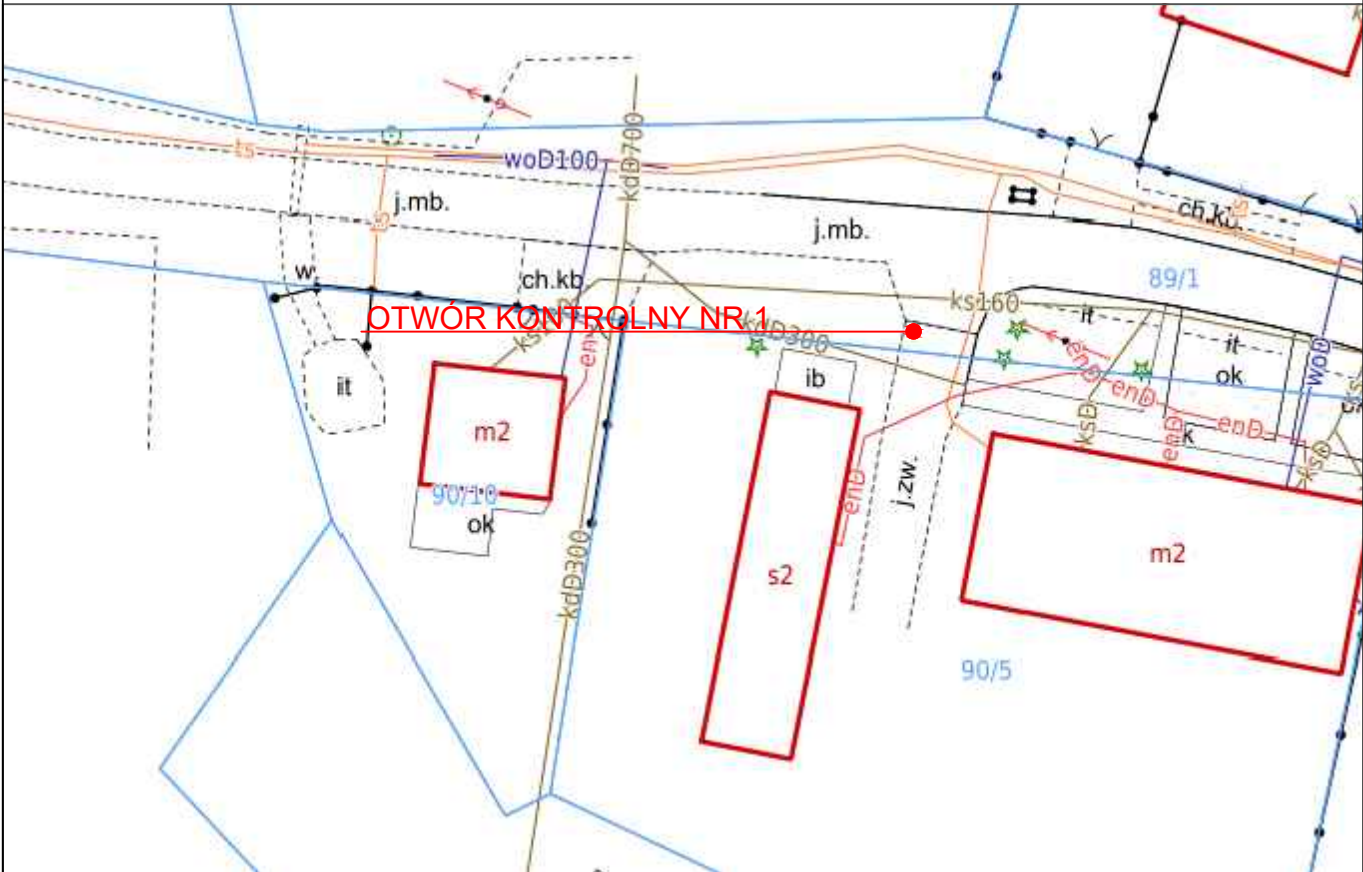 ts
woD100
kdD700
j.mb.
ts
j.mb.
ch.kb.
w
ch.kb
89/1
ks160
OTWÓR KONTROLNY NR 1
kdD300
it
it
ok
woD
iit
ib
enD
enD
enD
enD
ksD
ksD
m2
90/10
ok
enD
j.zw.
s2
m2
kdD300
90/5